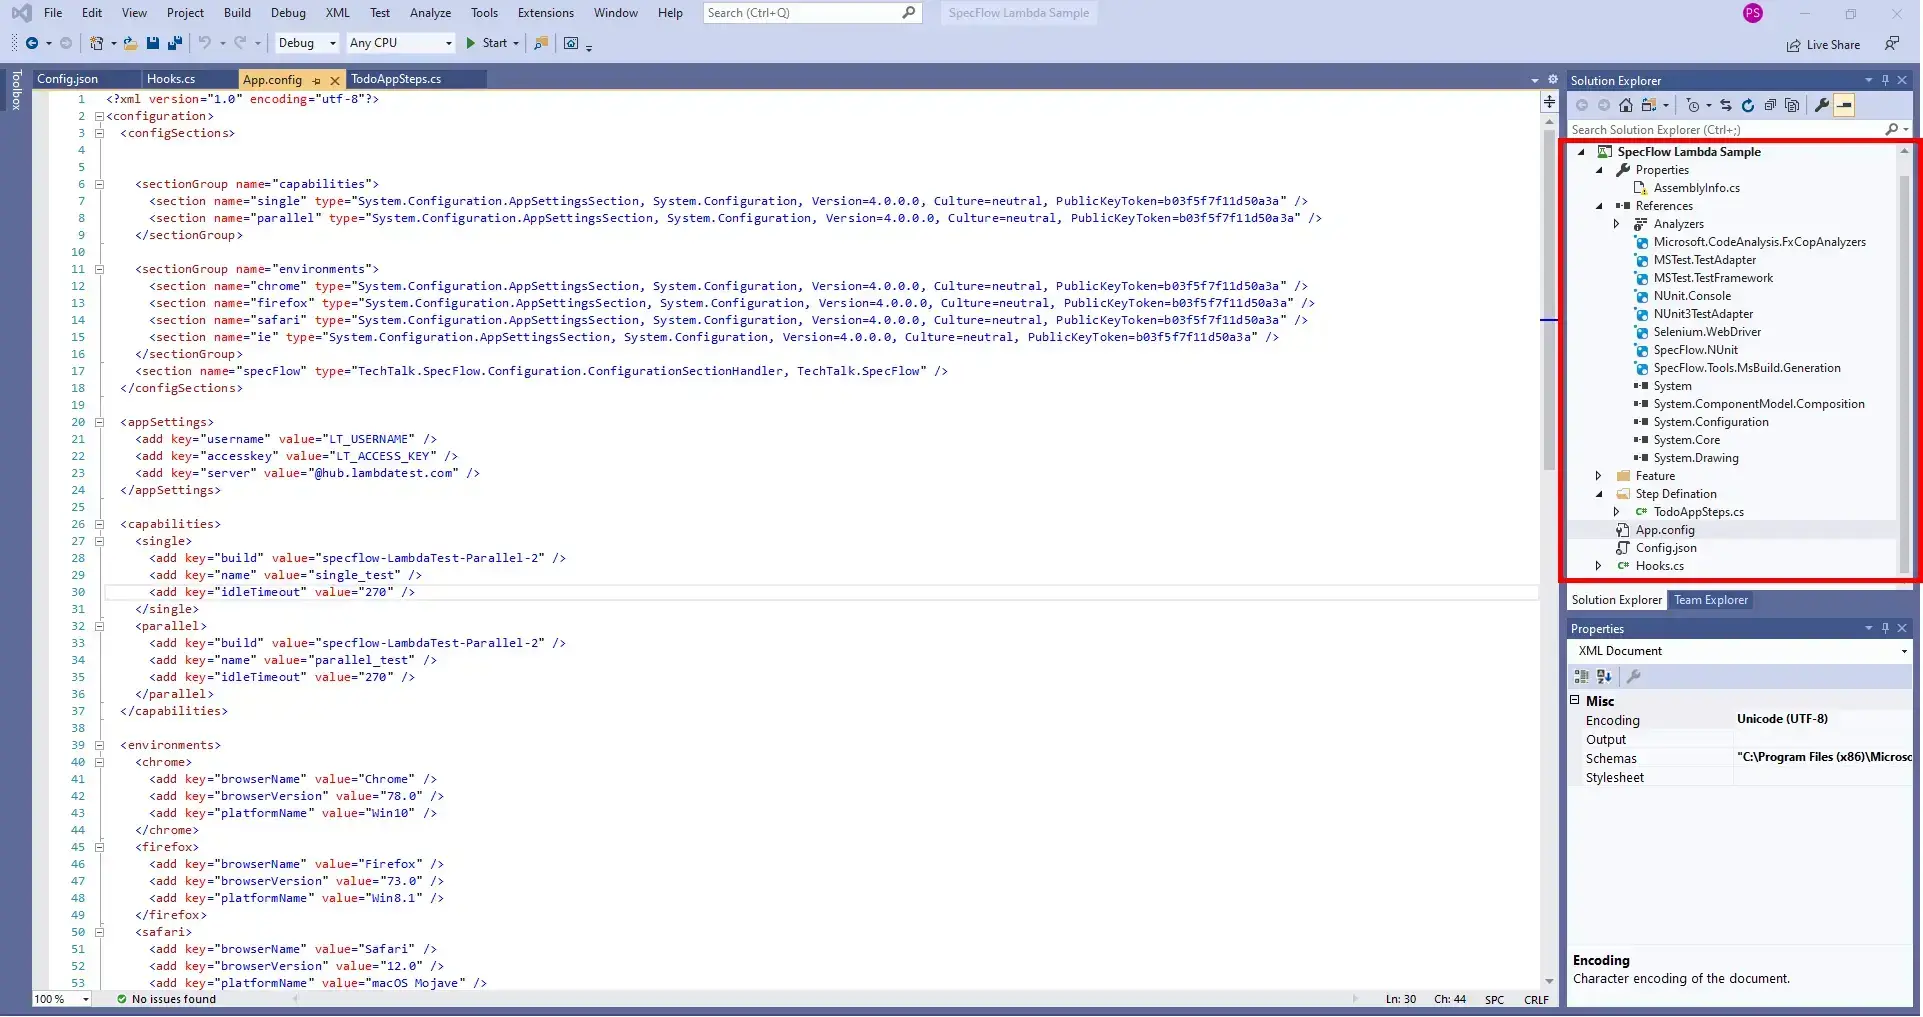 File Edit View Project Build Debug XML Test Analyze Tools Extensions Window Help Search (Ctrl+Q) SpecFlow Lambda Sample PS
Debug Any CPU Start Live Share
Toolbox
Config.json Hooks.cs App.config TodoAppSteps.cs
1 <?xml version="1.0" encoding="utf-8"?>
2 <configuration>
3 <configSections>
4
5
6 <sectionGroup name="capabilities">
7 <section name="single" type="System.Configuration.AppSettingsSection, System.Configuration, Version=4.0.0.0, Culture=neutral, PublicKeyToken=b03f5f7f11d50a3a" />
8 <section name="parallel" type="System.Configuration.AppSettingsSection, System.Configuration, Version=4.0.0.0, Culture=neutral, PublicKeyToken=b03f5f7f11d50a3a" />
9 </sectionGroup>
10
11 <sectionGroup name="environments">
12 <section name="chrome" type="System.Configuration.AppSettingsSection, System.Configuration, Version=4.0.0.0, Culture=neutral, PublicKeyToken=b03f5f7f11d50a3a" />
13 <section name="firefox" type="System.Configuration.AppSettingsSection, System.Configuration, Version=4.0.0.0, Culture=neutral, PublicKeyToken=b03f5f7f11d50a3a" />
14 <section name="safari" type="System.Configuration.AppSettingsSection, System.Configuration, Version=4.0.0.0, Culture=neutral, PublicKeyToken=b03f5f7f11d50a3a" />
15 <section name="ie" type="System.Configuration.AppSettingsSection, System.Configuration, Version=4.0.0.0, Culture=neutral, PublicKeyToken=b03f5f7f11d50a3a" />
16 </sectionGroup>
17 <section name="specFlow" type="TechTalk.SpecFlow.Configuration.ConfigurationSectionHandler, TechTalk.SpecFlow" />
18 </configSections>
19
20 <appSettings>
21 <add key="username" value="LT_USERNAME" />
22 <add key="accesskey" value="LT_ACCESS_KEY" />
23 <add key="server" value="@hub.lambdatest.com" />
24 </appSettings>
25
26 <capabilities>
27 <single>
28 <add key="build" value="specflow-LambdaTest-Parallel-2" />
29 <add key="name" value="single_test" />
30 <add key="idleTimeout" value="270" />
31 </single>
32 <parallel>
33 <add key="build" value="specflow-LambdaTest-Parallel-2" />
34 <add key="name" value="parallel_test" />
35 <add key="idleTimeout" value="270" />
36 </parallel>
37 </capabilities>
38
39 <environments>
40 <chrome>
41 <add key="browserName" value="Chrome" />
42 <add key="browserVersion" value="78.0" />
43 <add key="platformName" value="Win10" />
44 </chrome>
45 <firefox>
46 <add key="browserName" value="Firefox" />
47 <add key="browserVersion" value="73.0" />
48 <add key="platformName" value="Win8.1" />
49 </firefox>
50 <safari>
51 <add key="browserName" value="Safari" />
52 <add key="browserVersion" value="12.0" />
53 <add key="platformName" value="macOS Mojave" />
100 % No issues found Ln: 30 Ch: 44 SPC CRLF
Solution Explorer
Search Solution Explorer (Ctrl+;)
SpecFlow Lambda Sample
Properties
AssemblyInfo.cs
References
Analyzers
Microsoft.CodeAnalysis.FxCopAnalyzers
MSTest.TestAdapter
MSTest.TestFramework
NUnit.Console
NUnit3TestAdapter
Selenium.WebDriver
SpecFlow.NUnit
SpecFlow.Tools.MsBuild.Generation
System
System.ComponentModel.Composition
System.Configuration
System.Core
System.Drawing
Feature
Step Defination
C# TodoAppSteps.cs
App.config
Config.json
C# Hooks.cs
Solution Explorer Team Explorer
Properties
XML Document
Misc
Encoding Unicode (UTF-8)
Output
Schemas "C:\Program Files (x86)\Microsc
Stylesheet
Encoding
Character encoding of the document.